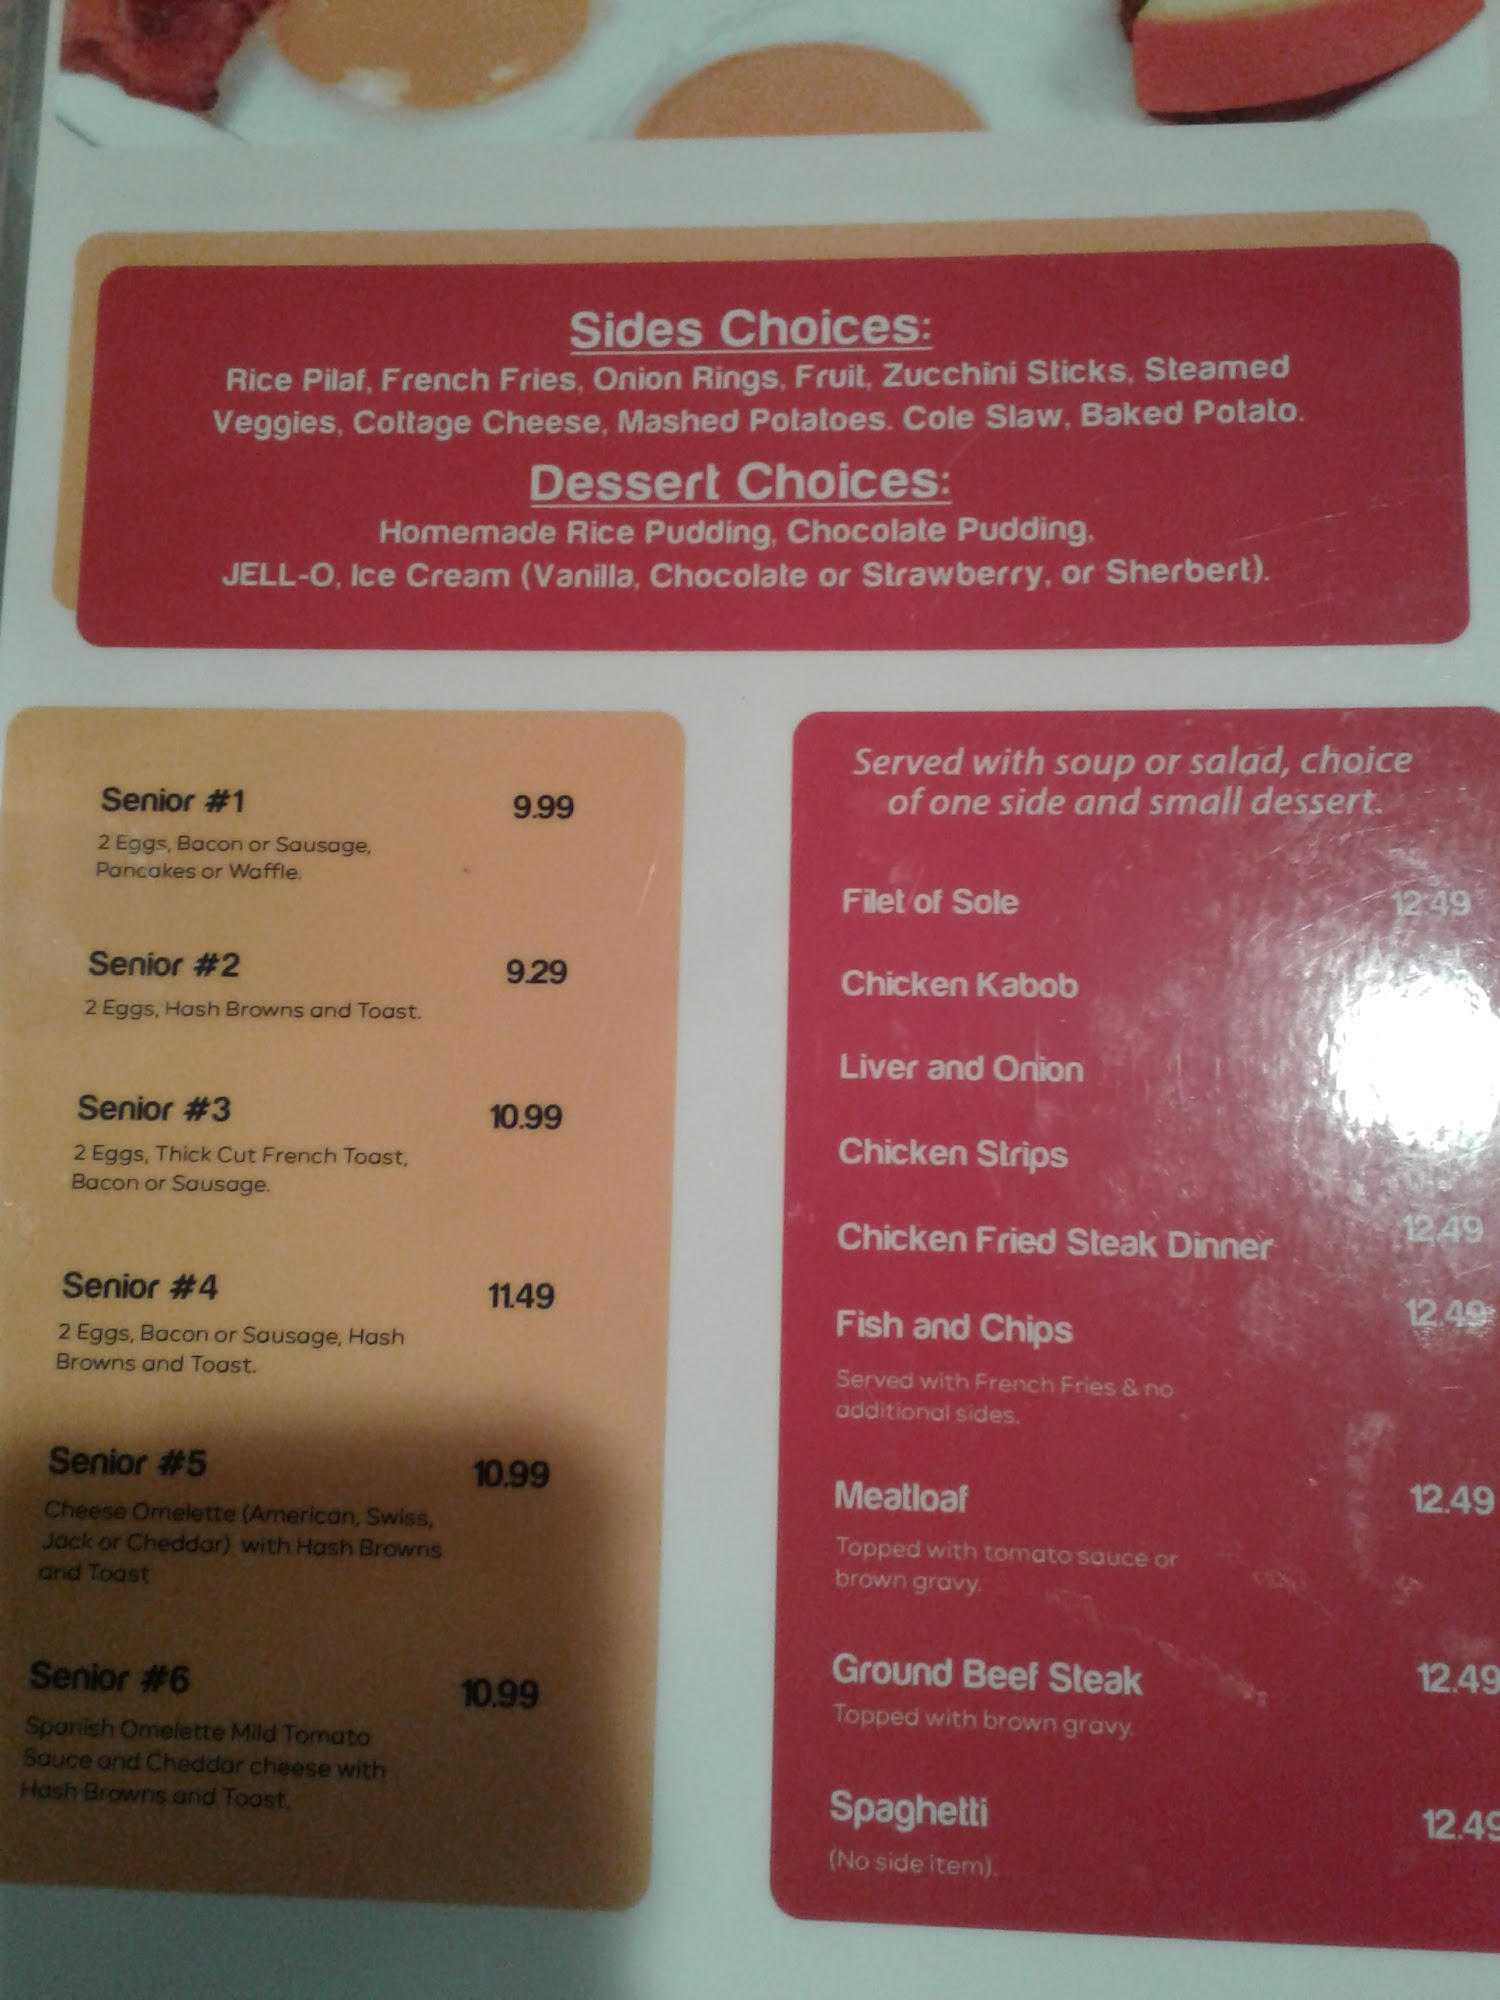 Sides Choices:
Rice Pilaf, French Fries, Onion Rings, Fruit, Zucchini Sticks, Steamed
Veggies, Cottage Cheese, Mashed Potatoes. Cole Slaw, Baked Potato.
Dessert Choices:
Homemade Rice Pudding, Chocolate Pudding,
JELL-O, Ice Cream (Vanilla, Chocolate or Strawberry, or Sherbert).
Senior #1 9.99
2 Eggs, Bacon or Sausage,
Pancakes or Waffle.
Senior #2 9.29
2 Eggs, Hash Browns and Toast.
Senior #3 10.99
2 Eggs, Thick Cut French Toast,
Bacon or Sausage.
Senior #4 11.49
2 Eggs, Bacon or Sausage, Hash
Browns and Toast.
Senior #5 10.99
Cheese Omelette (American, Swiss,
Jack or Cheddar) with Hash Browns
and Toast
Senior #6 10.99
Spanish Omelette Mild Tomato
Sauce and Cheddar cheese with
Hash Browns and Toast.
Served with soup or salad, choice
of one side and small dessert.
Filet of Sole 12.49
Chicken Kabob
Liver and Onion
Chicken Strips
Chicken Fried Steak Dinner 12.49
Fish and Chips 12.49
Served with French Fries & no
additional sides.
Meatloaf 12.49
Topped with tomato sauce or
brown gravy.
Ground Beef Steak 12.49
Topped with brown gravy.
Spaghetti 12.49
(No side item).